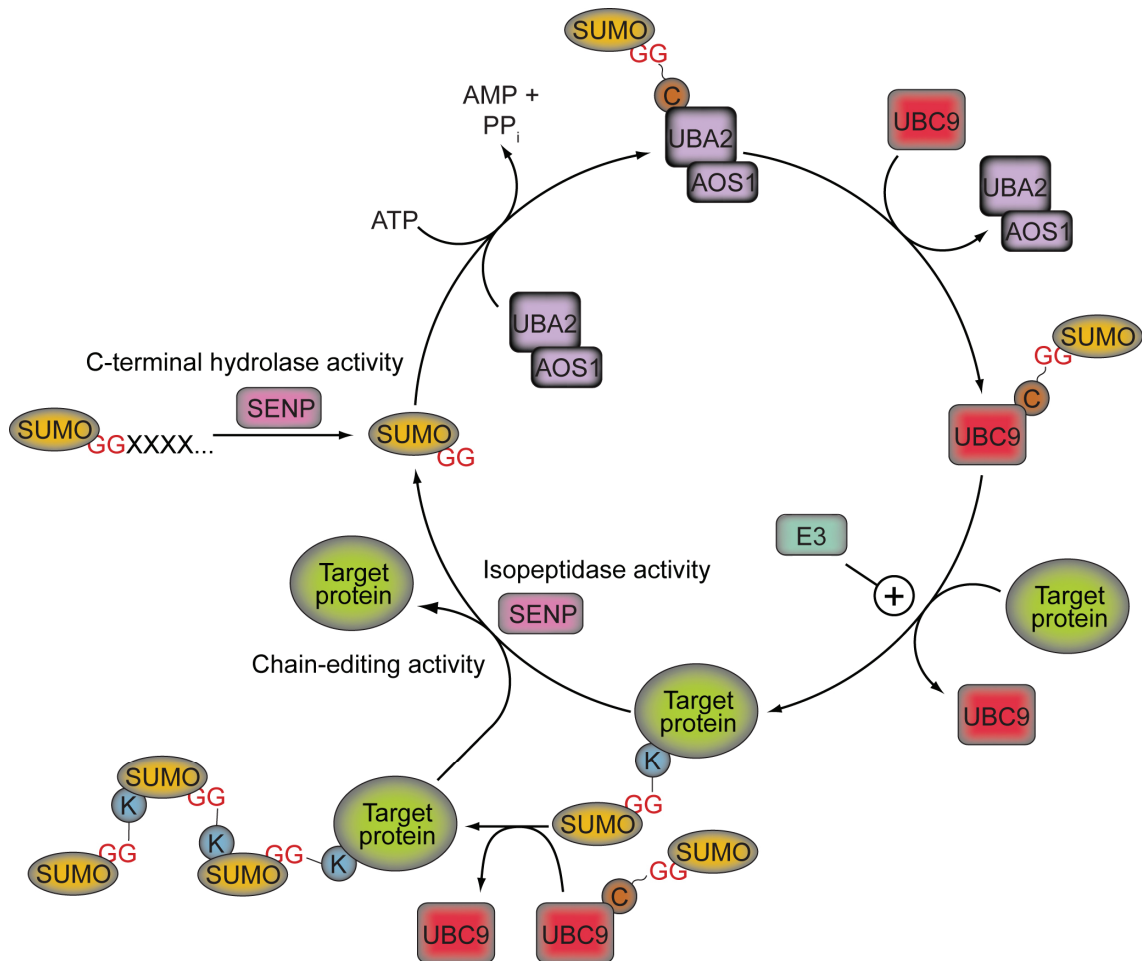 SUMO
GG
C
UBA2
AOS1
AMP +
PPi
ATP
UBC9
UBA2
AOS1
UBA2
AOS1
C-terminal hydrolase activity
SENP
SUMO
GGXXXX...
SUMO
GG
SUMO
GG
C
UBC9
E3
+
Target
protein
UBC9
Target
protein
Isopeptidase activity
SENP
Chain-editing activity
Target
protein
K
GG
SUMO
Target
protein
K
GG
SUMO
K
GG
SUMO
K
GG
SUMO
UBC9
UBC9
C
GG
SUMO